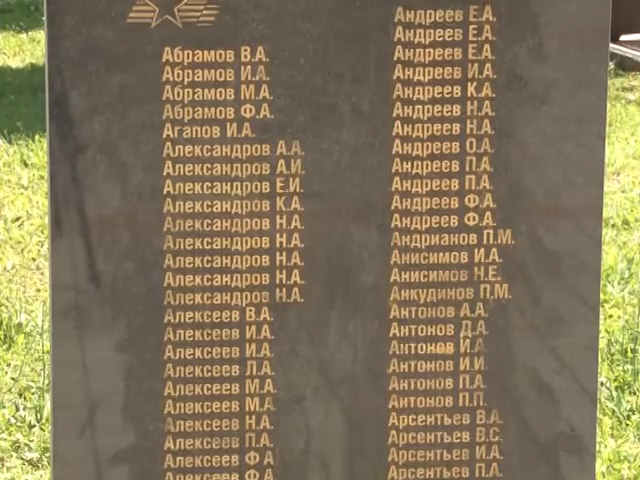 Абрамов В.А.
Абрамов И.А.
Абрамов М.А.
Абрамов Ф.А.
Агапов И.А.
Александров А.А.
Александров А.И.
Александров Е.И.
Александров К.А.
Александров Н.А.
Александров Н.А.
Александров Н.А.
Александров Н.А.
Александров Н.А.
Алексеев В.А.
Алексеев И.А.
Алексеев И.А.
Алексеев Л.А.
Алексеев М.А.
Алексеев М.А.
Алексеев Н.А.
Алексеев П.А.
Алексеев Ф.А.
Алексеев Ф.А.
Андреев Е.А.
Андреев Е.А.
Андреев Е.А.
Андреев И.А.
Андреев К.А.
Андреев Н.А.
Андреев Н.А.
Андреев О.А.
Андреев П.А.
Андреев П.А.
Андреев Ф.А.
Андреев Ф.А.
Андрианов П.М.
Анисимов И.А.
Анисимов Н.Е.
Анкудинов П.М.
Антонов А.А.
Антонов Д.А.
Антонов И.А.
Антонов И.И.
Антонов П.А.
Антонов П.П.
Арсентьев В.А.
Арсентьев В.С.
Арсентьев И.А.
Арсентьев П.А.